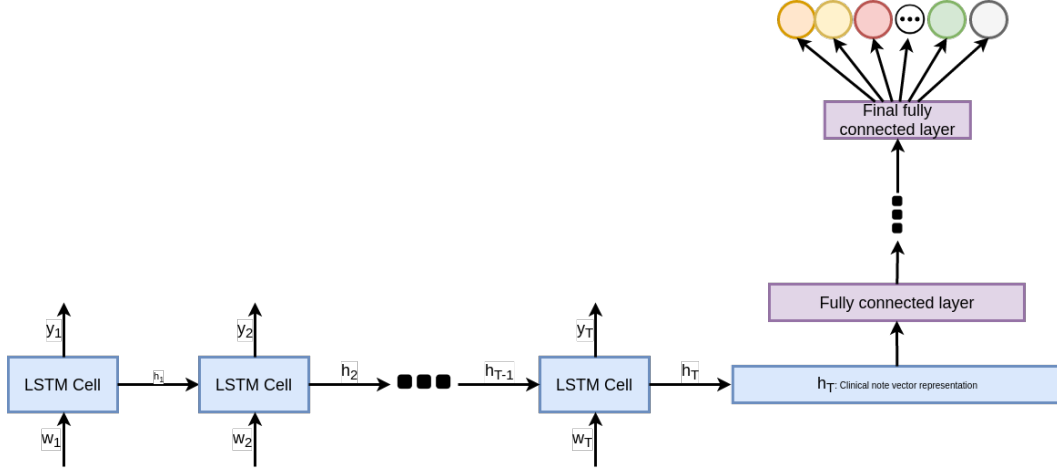 Final fully
connected layer
Fully connected layer
y1 y2 yT
LSTM Cell h1 LSTM Cell h2 hT-1 LSTM Cell hT hT: Clinical note vector representation
w1 w2 wT